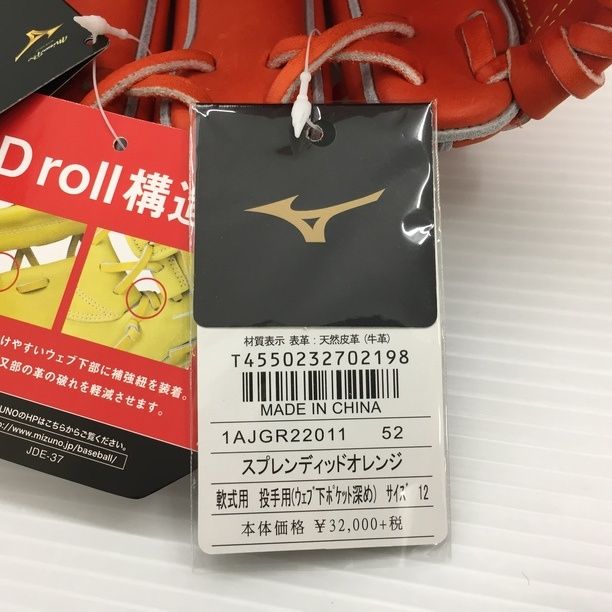 D roll構造
けやすいウェブ下部に補強紐を装着。
又部の革の破れを軽減させます。
UNOのHPはこちらからご覧ください。
//www.mizuno.jp/baseball/
JDE-37
材質表示 表革:天然皮革(牛革)
T4550232702198
MADE IN CHINA
1AJGR22011 52
スプレンディッドオレンジ
軟式用 投手用(ウェブ下ポケット深め) サイズ 12
本体価格 ¥32,000+税